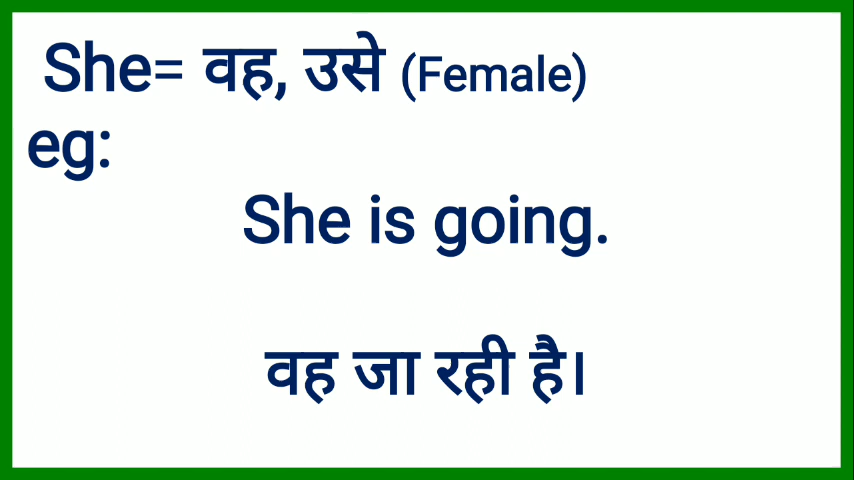 She= वह, उसे (Female)
eg:
She is going.
वह जा रही है।